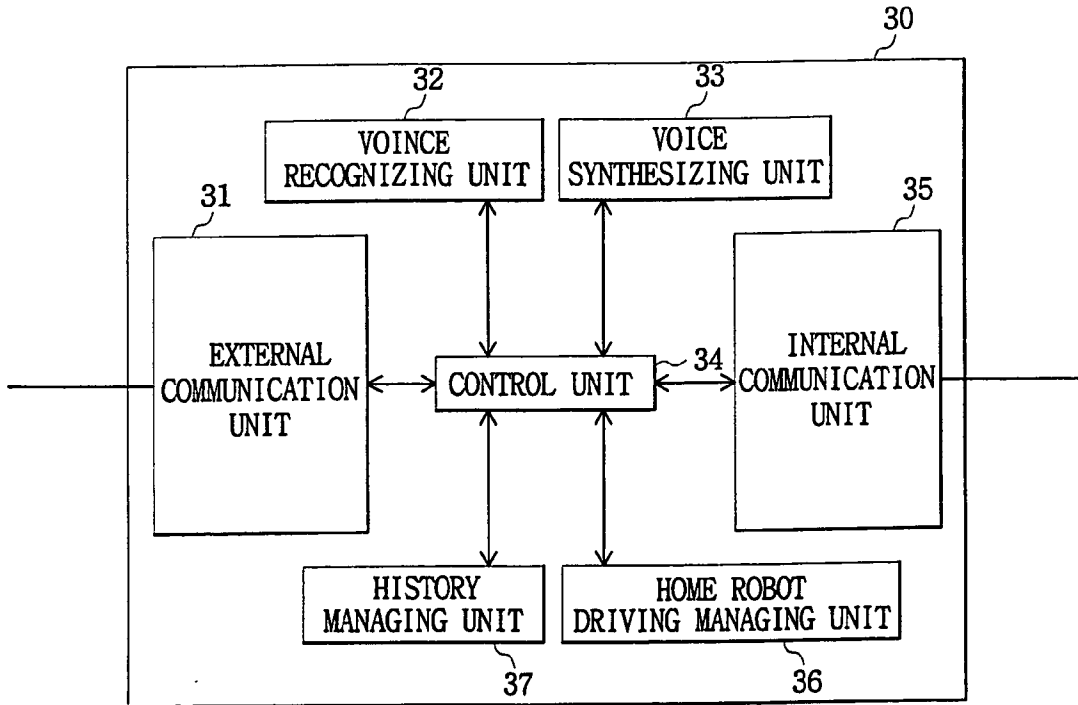 30
32
33
VOINCE
RECOGNIZING UNIT
VOICE
SYNTHESIZING UNIT
31
35
EXTERNAL
COMMUNICATION
UNIT
CONTROL UNIT
34
INTERNAL
COMMUNICATION
UNIT
HISTORY
MANAGING UNIT
HOME ROBOT
DRIVING MANAGING UNIT
37
36